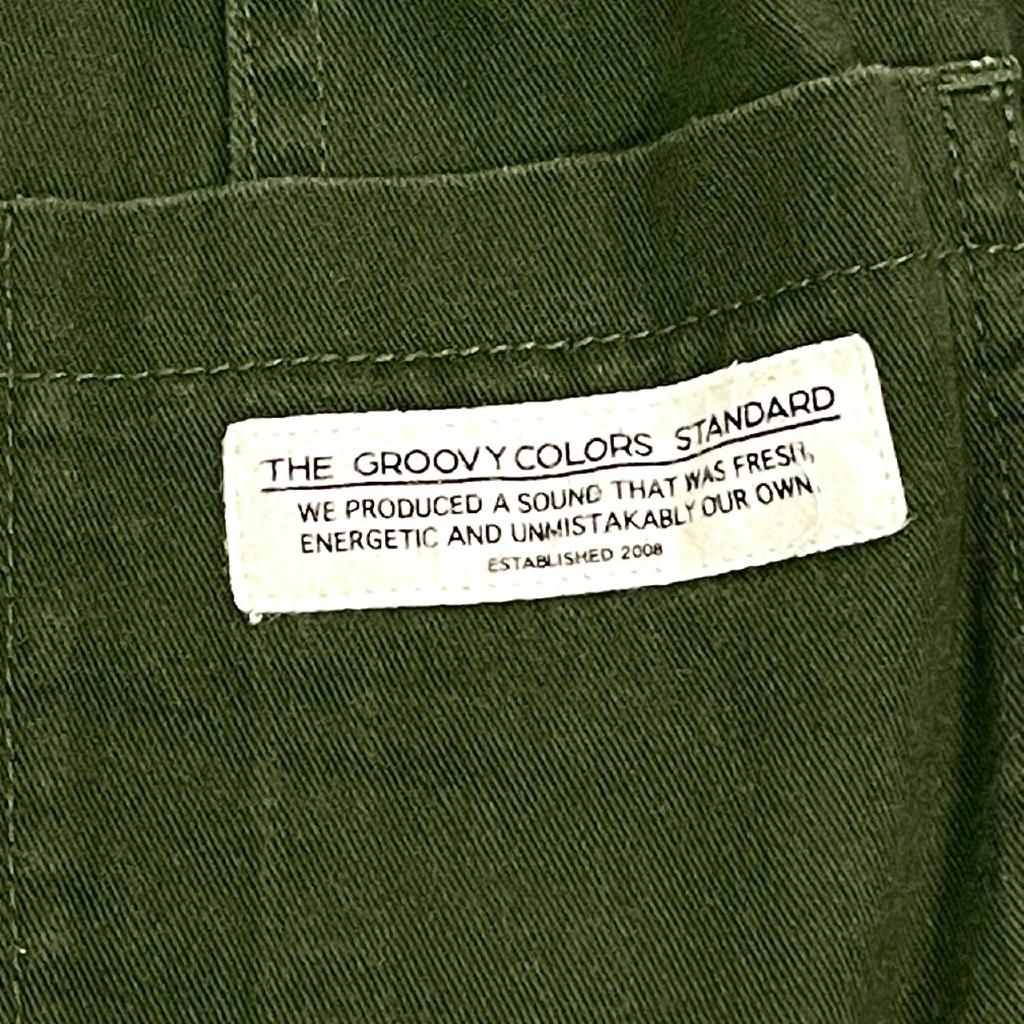 THE GROOVY COLORS STANDARD
WE PRODUCED A SOUND THAT WAS FRESH,
ENERGETIC AND UNMISTAKABLY OUR OWN.
ESTABLISHED 2008